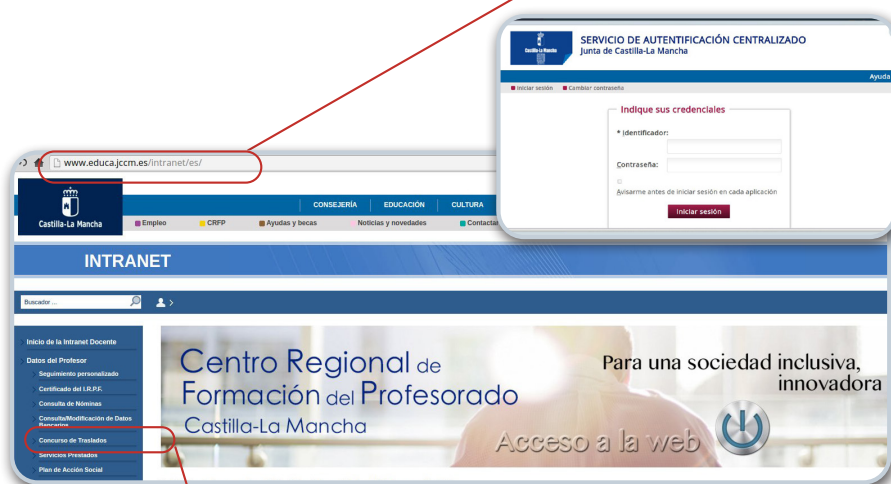 SERVICIO DE AUTENTIFICACIÓN CENTRALIZADO
Castilla-La Mancha
Junta de Castilla-La Mancha
Ayuda
Iniciar sesión Cambiar contraseña
Indique sus credenciales
* Identificador:
Contraseña:
Avisarme antes de iniciar sesión en cada aplicación
Iniciar sesión
www.educa.jccm.es/intranet/es/
CONSEJERÍA EDUCACIÓN CULTURA
Castilla-La Mancha
Empleo CRFP Ayudas y becas Noticias y novedades Contactar
INTRANET
Buscador ...
Inicio de la Intranet Docente
Datos del Profesor
Seguimiento personalizado
Certificado del I.R.P.F.
Consulta de Nóminas
Consulta/Modificación de Datos
Bancarios
Concurso de Traslados
Servicios Prestados
Plan de Acción Social
Centro Regional de
Formación del Profesorado
Castilla-La Mancha
Para una sociedad inclusiva,
innovadora
Acceso a la web